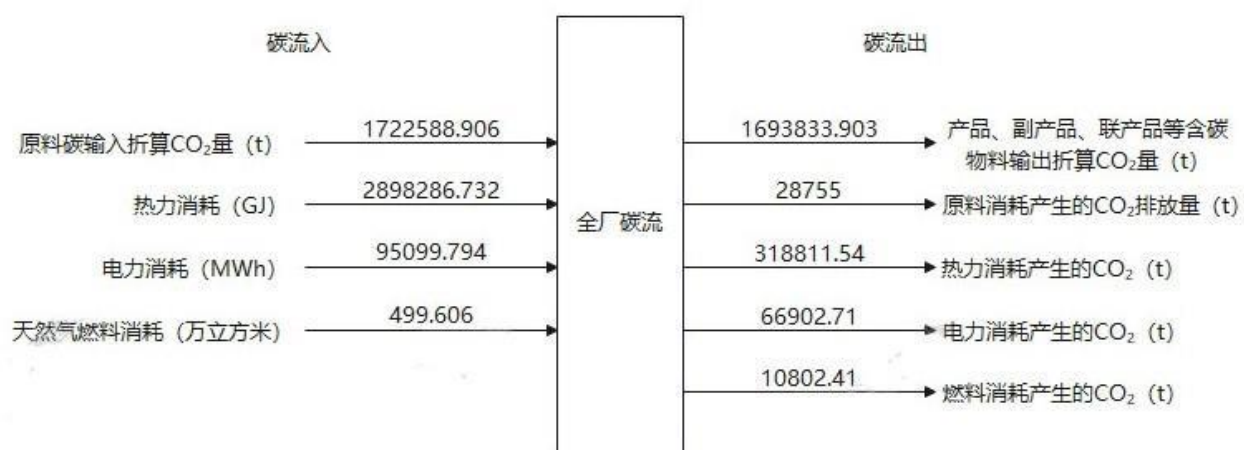 碳流入
碳流出
原料碳输入折算CO₂量（t）
1722588.906
热力消耗（GJ）
2898286.732
电力消耗（MWh）
95099.794
天然气燃料消耗（万立方米）
499.606
全厂碳流
1693833.903
产品、副产品、联产品等含碳
物料输出折算CO₂量（t）
28755
原料消耗产生的CO₂排放量（t）
318811.54
热力消耗产生的CO₂（t）
66902.71
电力消耗产生的CO₂（t）
10802.41
燃料消耗产生的CO₂（t）